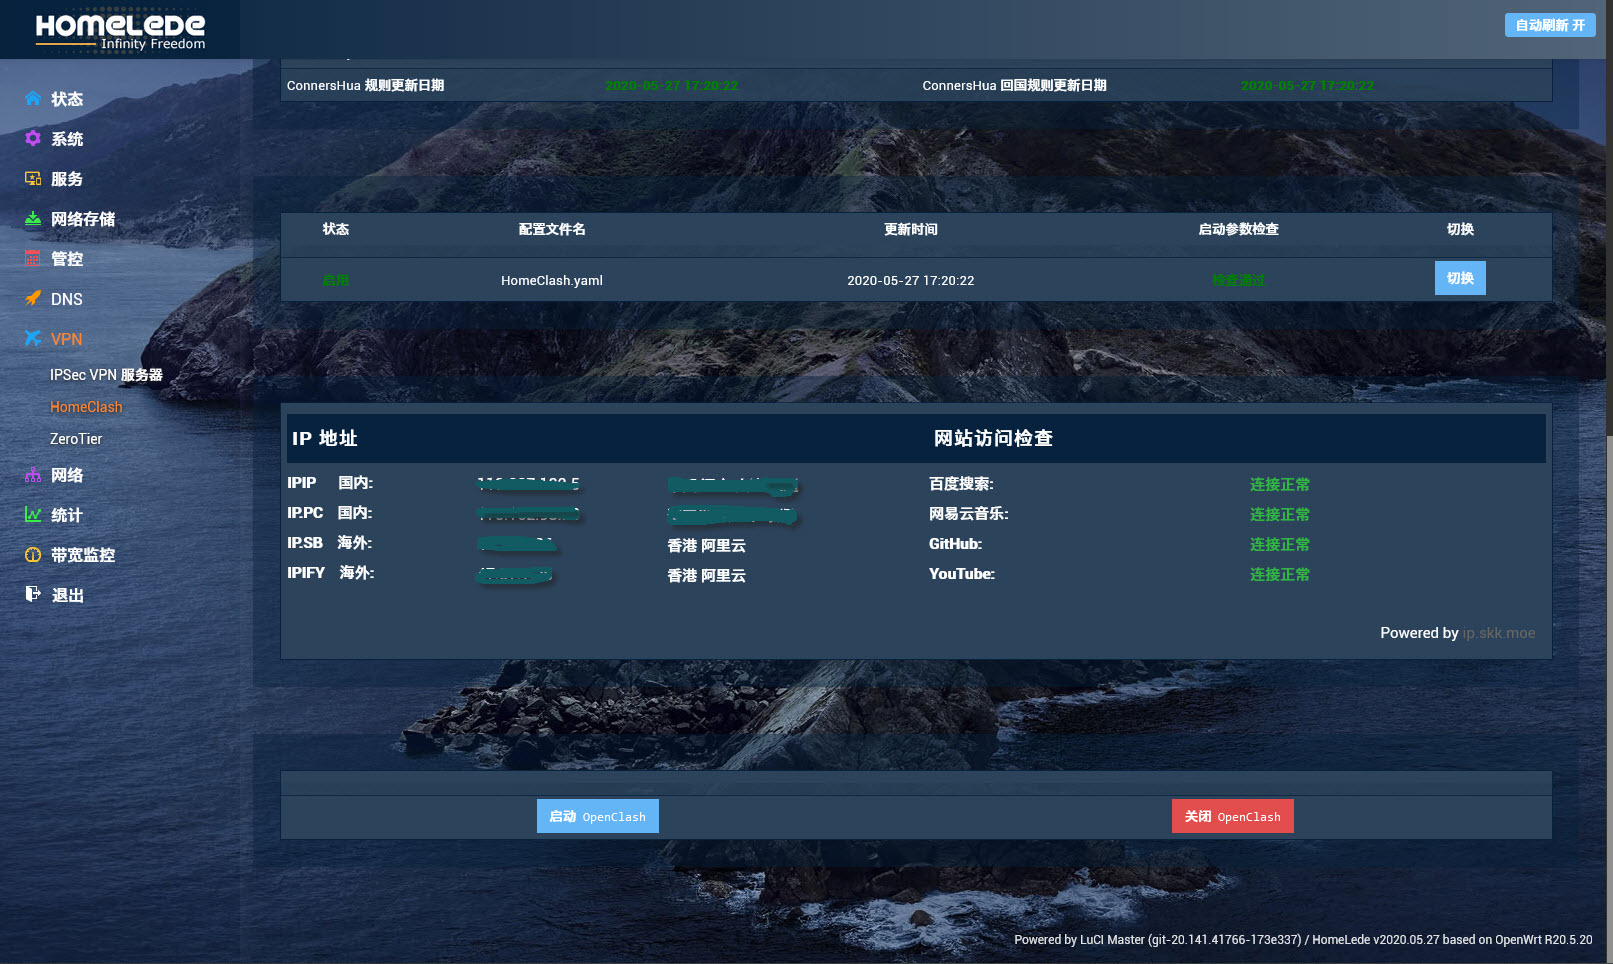 HOMELEDE
Infinity Freedom
自动刷新 开
ConnersHua 规则更新日期 2020-05-27 17:20:22 ConnersHua 回国规则更新日期 2020-05-27 17:20:22
状态
系统
服务
网络存储
管控
DNS
VPN
IPSec VPN 服务器
HomeClash
ZeroTier
网络
统计
带宽监控
退出
状态 配置文件名 更新时间 启动参数检查 切换
启用 HomeClash.yaml 2020-05-27 17:20:22 检查通过 切换
IP 地址 网站访问检查
IPIP 国内: 百度搜索: 连接正常
IP.PC 国内: 网易云音乐: 连接正常
IP.SB 海外: 香港 阿里云 GitHub: 连接正常
IPIFY 海外: 香港 阿里云 YouTube: 连接正常
Powered by ip.skk.moe
启动 OpenClash 关闭 OpenClash
Powered by LuCI Master (git-20.141.41766-173e337) / HomeLede v2020.05.27 based on OpenWrt R20.5.20